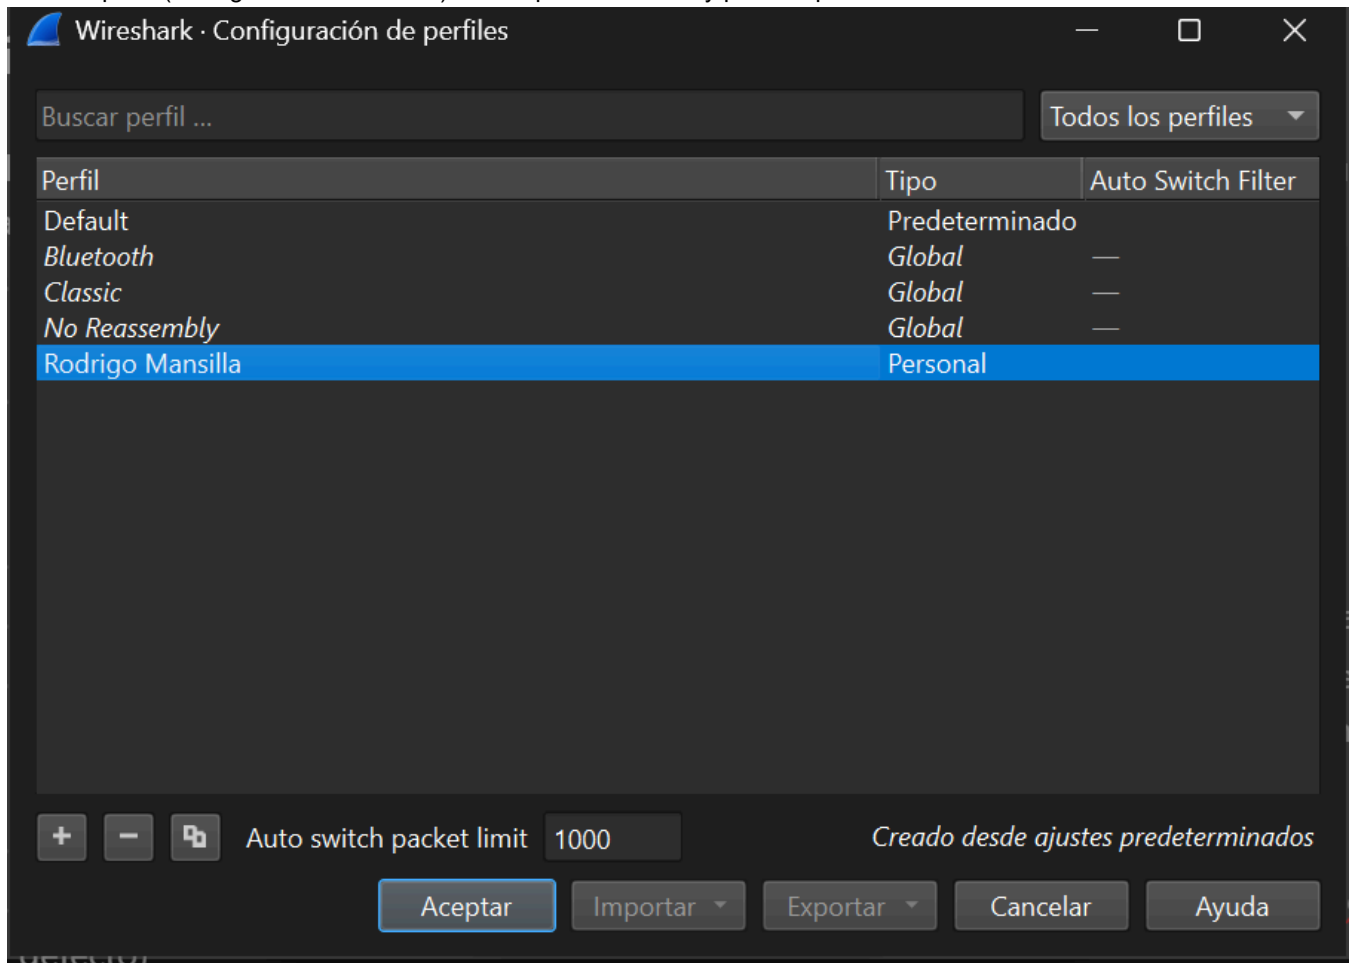 Wireshark · Configuración de perfiles
Buscar perfil ...
Todos los perfiles
Perfil Tipo Auto Switch Filter
Default Predeterminado
Bluetooth Global —
Classic Global —
No Reassembly Global —
Rodrigo Mansilla Personal
Auto switch packet limit 1000 Creado desde ajustes predeterminados
Aceptar Importar Exportar Cancelar Ayuda